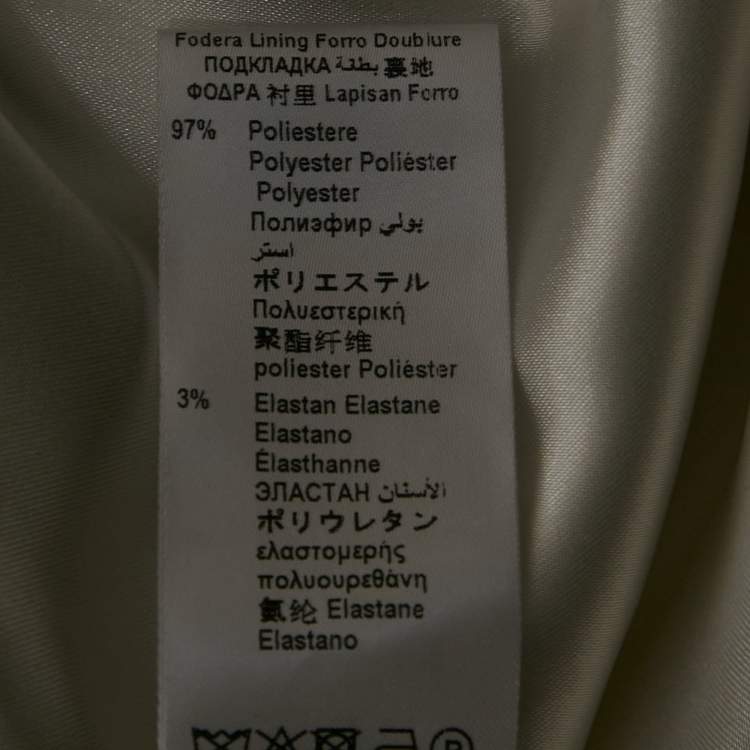 Fodera Lining Forro Doublure
ПОДКЛАДКА بطانة 裏地
ΦΟΔΡΑ 衬里 Lapisan Forro
97% Poliestere
Polyester Poliéster
Polyester
Полиэфир بولي
استر
ポリエステル
Πολυεστερική
聚酯纤维
poliester Poliéster
3% Elastan Elastane
Elastano
Élasthanne
ЭЛАСТАН الأستان
ポリウレタン
ελαστομερής
πολυουρεθάνη
氨纶 Elastane
Elastano